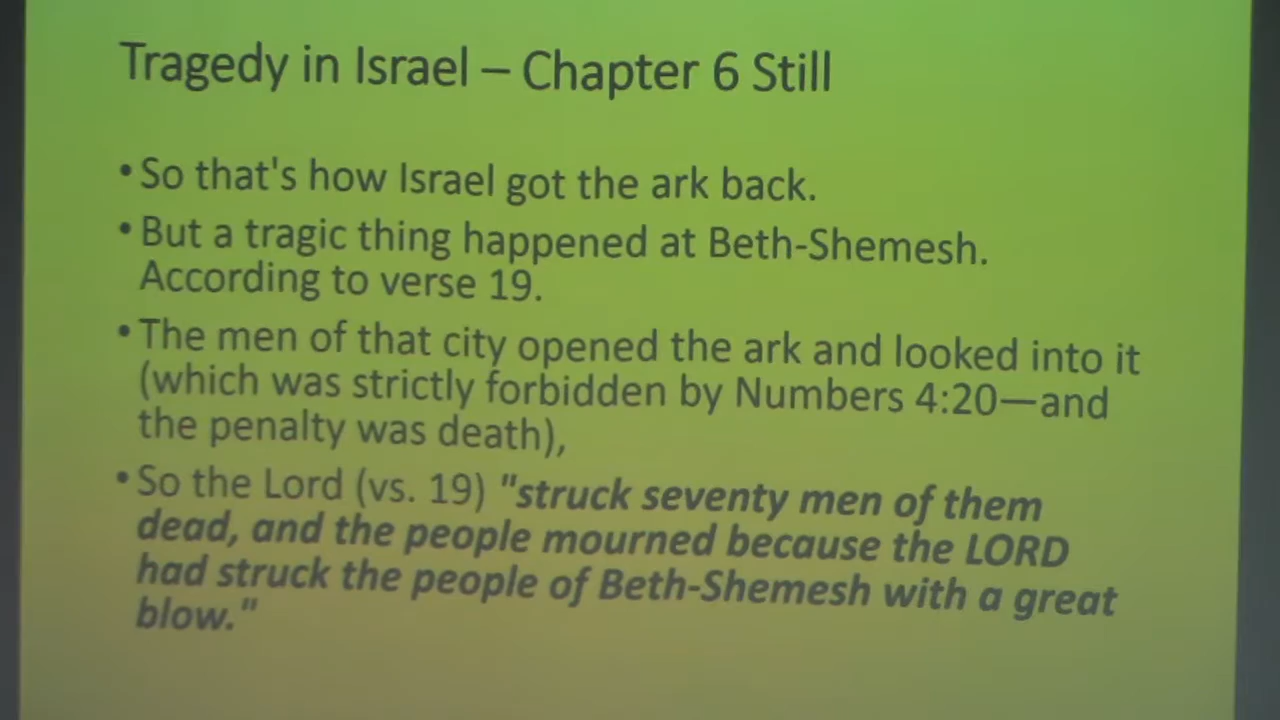 Tragedy in Israel – Chapter 6 Still
• So that's how Israel got the ark back.
• But a tragic thing happened at Beth-Shemesh.
According to verse 19.
• The men of that city opened the ark and looked into it
(which was strictly forbidden by Numbers 4:20—and
the penalty was death),
• So the Lord (vs. 19) "struck seventy men of them
dead, and the people mourned because the LORD
had struck the people of Beth-Shemesh with a great
blow."